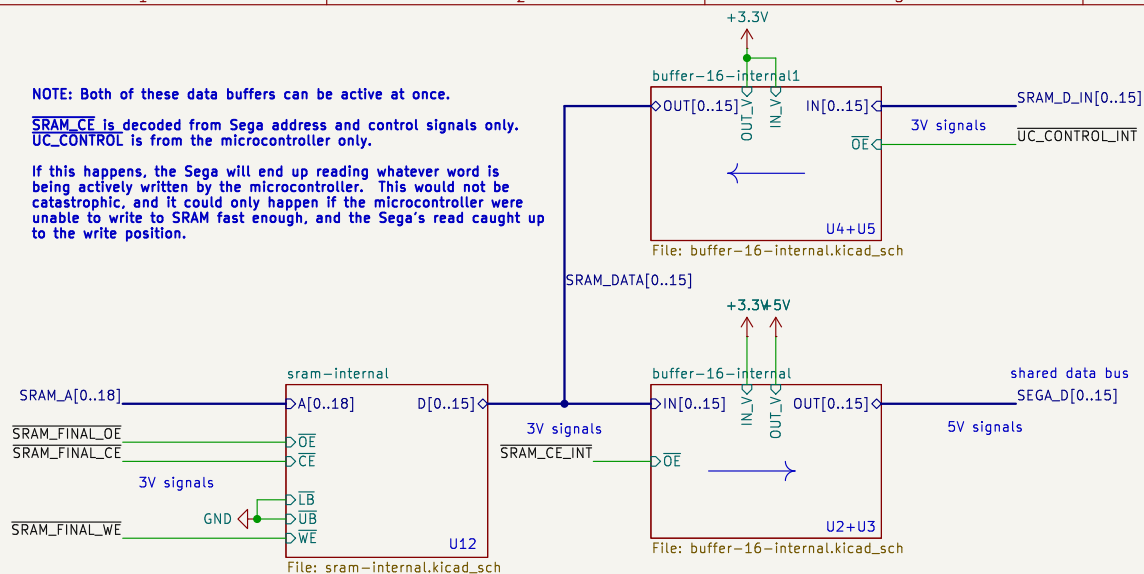 +3.3V
buffer-16-internal1
NOTE: Both of these data buffers can be active at once.
SRAM_CE is decoded from Sega address and control signals only.
UC_CONTROL is from the microcontroller only.
If this happens, the Sega will end up reading whatever word is
being actively written by the microcontroller.  This would not be
catastrophic, and it could only happen if the microcontroller were
unable to write to SRAM fast enough, and the Sega's read caught up
to the write position.
OUT[0..15]
OUT_V
IN_V
IN[0..15]
SRAM_D_IN[0..15]
3V signals
OE
UC_CONTROL_INT
U4+U5
File: buffer-16-internal.kicad_sch
SRAM_DATA[0..15]
+3.3V
+5V
sram-internal
buffer-16-internal
shared data bus
SRAM_A[0..18]
A[0..18]
D[0..15]
IN[0..15]
IN_V
OUT_V
OUT[0..15]
SEGA_D[0..15]
3V signals
5V signals
SRAM_FINAL_OE
OE
SRAM_FINAL_CE
CE
SRAM_CE_INT
OE
3V signals
LB
GND
UB
SRAM_FINAL_WE
WE
U12
U2+U3
File: sram-internal.kicad_sch
File: buffer-16-internal.kicad_sch